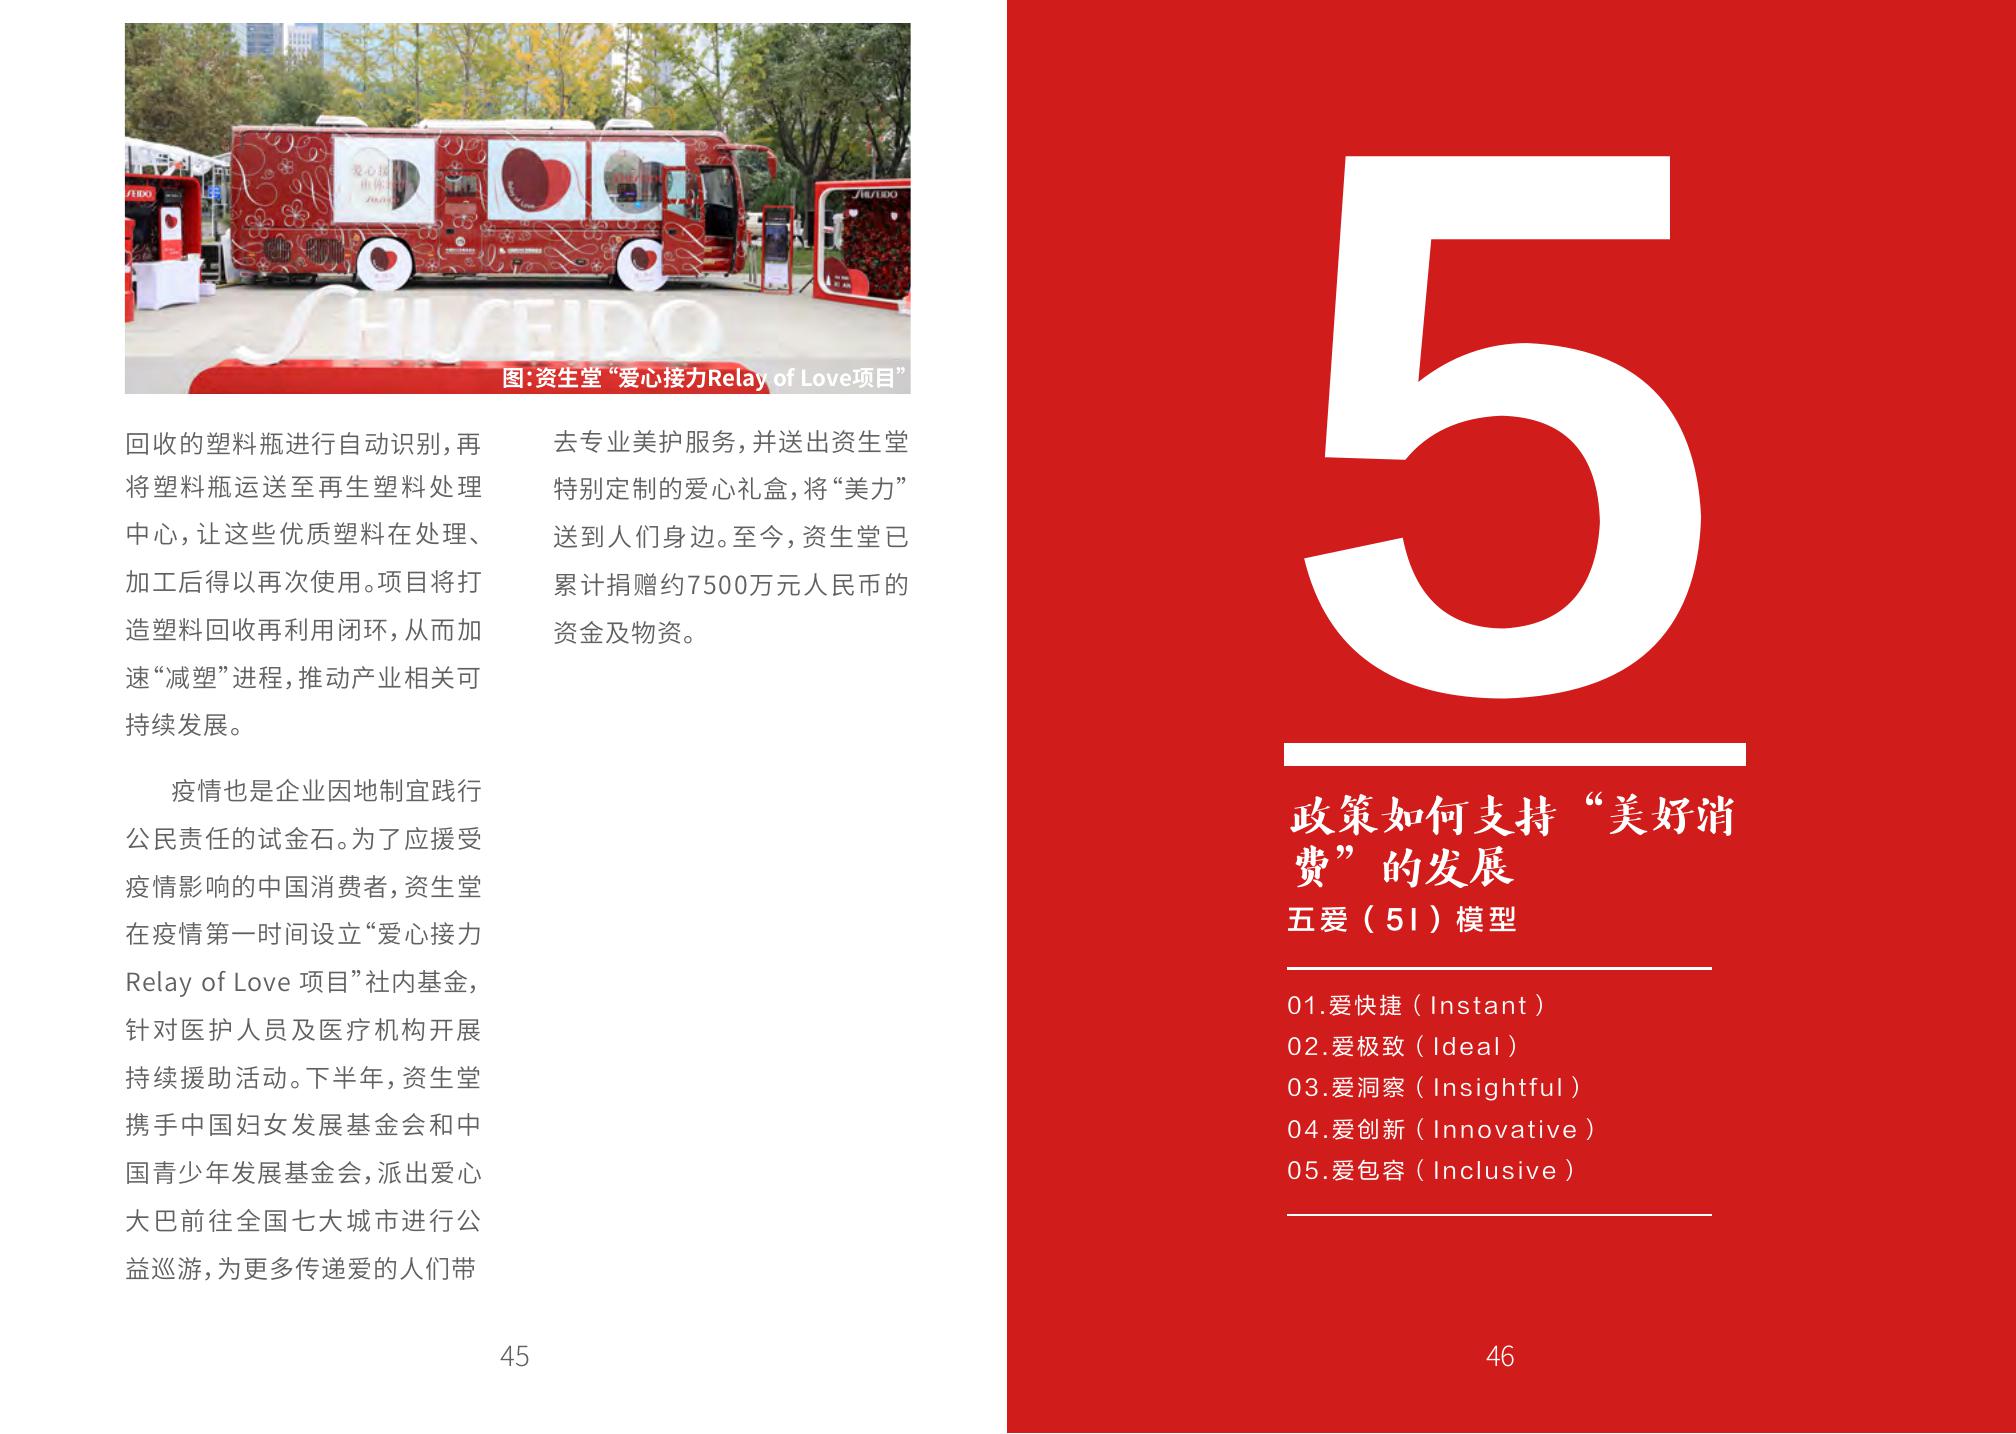 SHISEIDO
Relay of Love
SHISEIDO
图：资生堂 “爱心接力Relay of Love项目”
回收的塑料瓶进行自动识别，再
将塑料瓶运送至再生塑料处理
中心，让这些优质塑料在处理、
加工后得以再次使用。项目将打
造塑料回收再利用闭环，从而加
速“减塑”进程，推动产业相关可
持续发展。
疫情也是企业因地制宜践行
公民责任的试金石。为了应援受
疫情影响的中国消费者，资生堂
在疫情第一时间设立“爱心接力
Relay of Love 项目”社内基金，
针对医护人员及医疗机构开展
持续援助活动。下半年，资生堂
携手中国妇女发展基金会和中
国青少年发展基金会，派出爱心
大巴前往全国七大城市进行公
益巡游，为更多传递爱的人们带
去专业美护服务，并送出资生堂
特别定制的爱心礼盒，将“美力”
送到人们身边。至今，资生堂已
累计捐赠约7500万元人民币的
资金及物资。
45
5
政策如何支持“美好消
费”的发展
五爱（5I）模型
01.爱快捷（Instant）
02.爱极致（Ideal）
03.爱洞察（Insightful）
04.爱创新（Innovative）
05.爱包容（Inclusive）
46